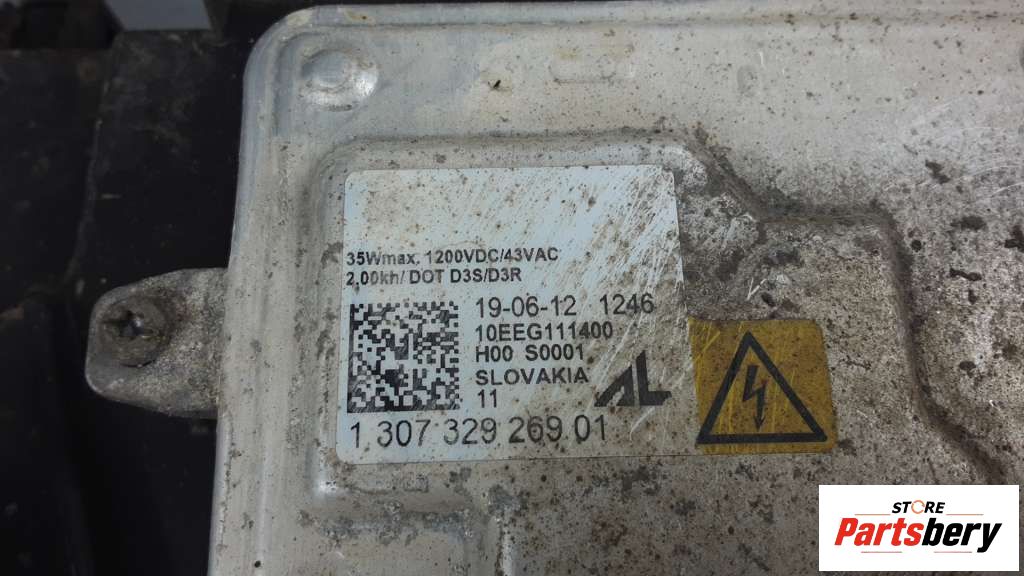 35Wmax, 1200VDC/43VAC
2,00kh/ DOT D3S/D3R
19-06-12 1246
10EEG111400
H00 S0001
SLOVAKIA
11
AL
1 307 329 269 01
STORE
Partsbery